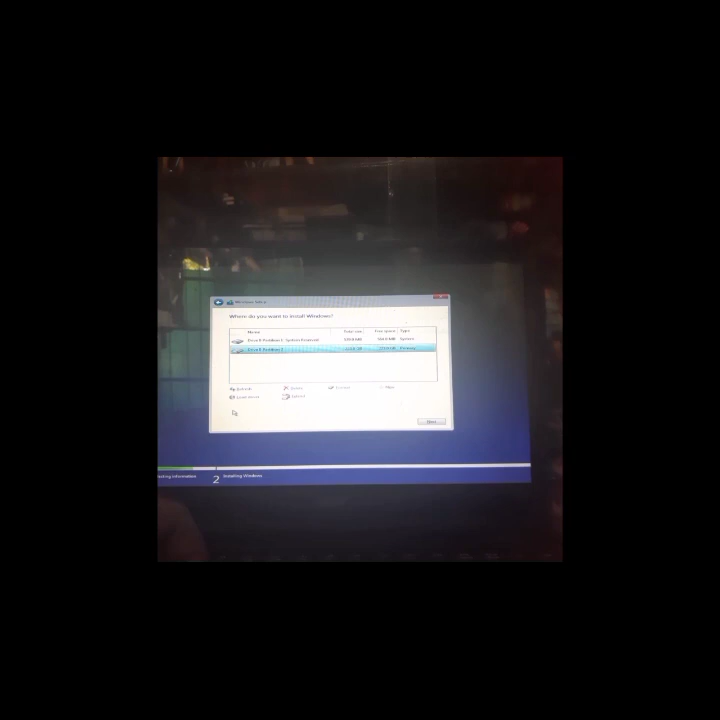 Windows Setup
Where do you want to install Windows?
Name Total size Free space Type
Drive 0 Partition 1: System Reserved System
Drive 0 Partition 2 Primary
Refresh Delete Format New
Load driver Extend
Next
2 Installing Windows